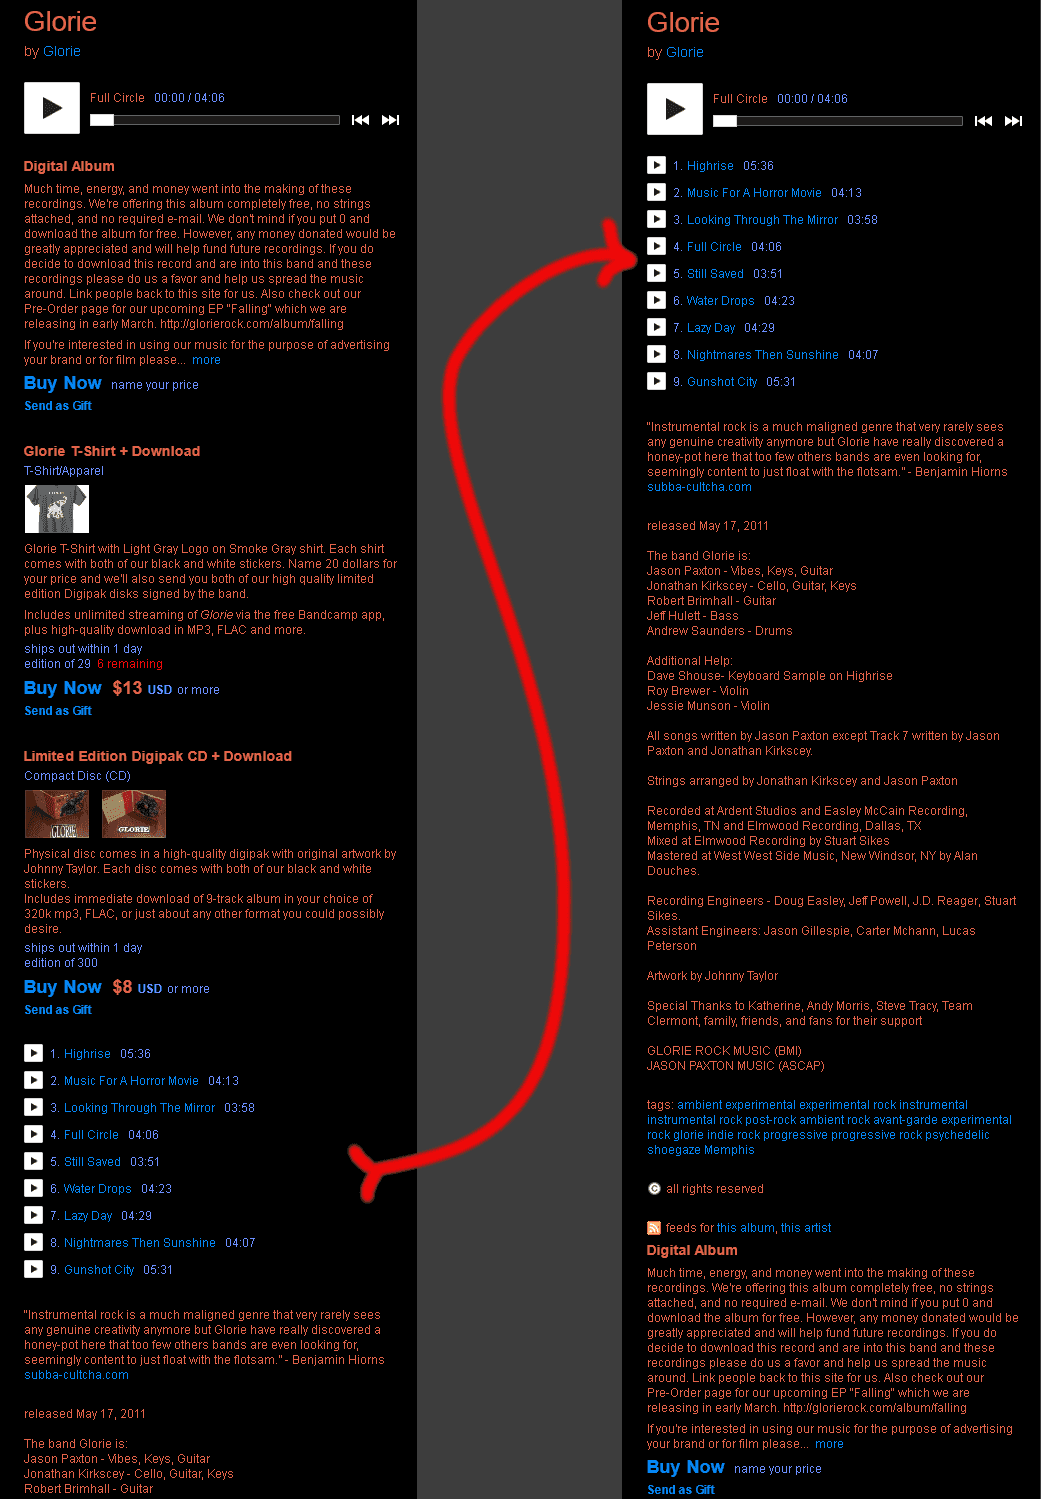 Glorie
by Glorie
Full Circle 00:00 / 04:06
Digital Album
Much time, energy, and money went into the making of these
recordings. We're offering this album completely free, no strings
attached, and no required e-mail. We don't mind if you put 0 and
download the album for free. However, any money donated would be
greatly appreciated and will help fund future recordings. If you do
decide to download this record and are into this band and these
recordings please do us a favor and help us spread the music
around. Link people back to this site for us. Also check out our
Pre-Order page for our upcoming EP "Falling" which we are
releasing in early March. http://glorierock.com/album/falling
If you're interested in using our music for the purpose of advertising
your brand or for film please... more
Buy Now name your price
Send as Gift
Glorie T-Shirt + Download
T-Shirt/Apparel
Glorie T-Shirt with Light Gray Logo on Smoke Gray shirt. Each shirt
comes with both of our black and white stickers. Name 20 dollars for
your price and we'll also send you both of our high quality limited
edition Digipak disks signed by the band.
Includes unlimited streaming of Glorie via the free Bandcamp app,
plus high-quality download in MP3, FLAC and more.
ships out within 1 day
edition of 29 6 remaining
Buy Now $13 USD or more
Send as Gift
Limited Edition Digipak CD + Download
Compact Disc (CD)
GLORIE
GLORIE
Physical disc comes in a high-quality digipak with original artwork by
Johnny Taylor. Each disc comes with both of our black and white
stickers.
Includes immediate download of 9-track album in your choice of
320k mp3, FLAC, or just about any other format you could possibly
desire.
ships out within 1 day
edition of 300
Buy Now $8 USD or more
Send as Gift
1. Highrise 05:36
2. Music For A Horror Movie 04:13
3. Looking Through The Mirror 03:58
4. Full Circle 04:06
5. Still Saved 03:51
6. Water Drops 04:23
7. Lazy Day 04:29
8. Nightmares Then Sunshine 04:07
9. Gunshot City 05:31
"Instrumental rock is a much maligned genre that very rarely sees
any genuine creativity anymore but Glorie have really discovered a
honey-pot here that too few others bands are even looking for,
seemingly content to just float with the flotsam." - Benjamin Hiorns
subba-cultcha.com
released May 17, 2011
The band Glorie is:
Jason Paxton - Vibes, Keys, Guitar
Jonathan Kirkscey - Cello, Guitar, Keys
Robert Brimhall - Guitar
Glorie
by Glorie
Full Circle 00:00 / 04:06
1. Highrise 05:36
2. Music For A Horror Movie 04:13
3. Looking Through The Mirror 03:58
4. Full Circle 04:06
5. Still Saved 03:51
6. Water Drops 04:23
7. Lazy Day 04:29
8. Nightmares Then Sunshine 04:07
9. Gunshot City 05:31
"Instrumental rock is a much maligned genre that very rarely sees
any genuine creativity anymore but Glorie have really discovered a
honey-pot here that too few others bands are even looking for,
seemingly content to just float with the flotsam." - Benjamin Hiorns
subba-cultcha.com
released May 17, 2011
The band Glorie is:
Jason Paxton - Vibes, Keys, Guitar
Jonathan Kirkscey - Cello, Guitar, Keys
Robert Brimhall - Guitar
Jeff Hulett - Bass
Andrew Saunders - Drums
Additional Help:
Dave Shouse- Keyboard Sample on Highrise
Roy Brewer - Violin
Jessie Munson - Violin
All songs written by Jason Paxton except Track 7 written by Jason
Paxton and Jonathan Kirkscey.
Strings arranged by Jonathan Kirkscey and Jason Paxton
Recorded at Ardent Studios and Easley McCain Recording,
Memphis, TN and Elmwood Recording, Dallas, TX
Mixed at Elmwood Recording by Stuart Sikes
Mastered at West West Side Music, New Windsor, NY by Alan
Douches.
Recording Engineers - Doug Easley, Jeff Powell, J.D. Reager, Stuart
Sikes.
Assistant Engineers: Jason Gillespie, Carter Mchann, Lucas
Peterson
Artwork by Johnny Taylor
Special Thanks to Katherine, Andy Morris, Steve Tracy, Team
Clermont, family, friends, and fans for their support
GLORIE ROCK MUSIC (BMI)
JASON PAXTON MUSIC (ASCAP)
tags: ambient experimental experimental rock instrumental
instrumental rock post-rock ambient rock avant-garde experimental
rock glorie indie rock progressive progressive rock psychedelic
shoegaze Memphis
© all rights reserved
feeds for this album, this artist
Digital Album
Much time, energy, and money went into the making of these
recordings. We're offering this album completely free, no strings
attached, and no required e-mail. We don't mind if you put 0 and
download the album for free. However, any money donated would be
greatly appreciated and will help fund future recordings. If you do
decide to download this record and are into this band and these
recordings please do us a favor and help us spread the music
around. Link people back to this site for us. Also check out our
Pre-Order page for our upcoming EP "Falling" which we are
releasing in early March. http://glorierock.com/album/falling
If you're interested in using our music for the purpose of advertising
your brand or for film please... more
Buy Now name your price
Send as Gift